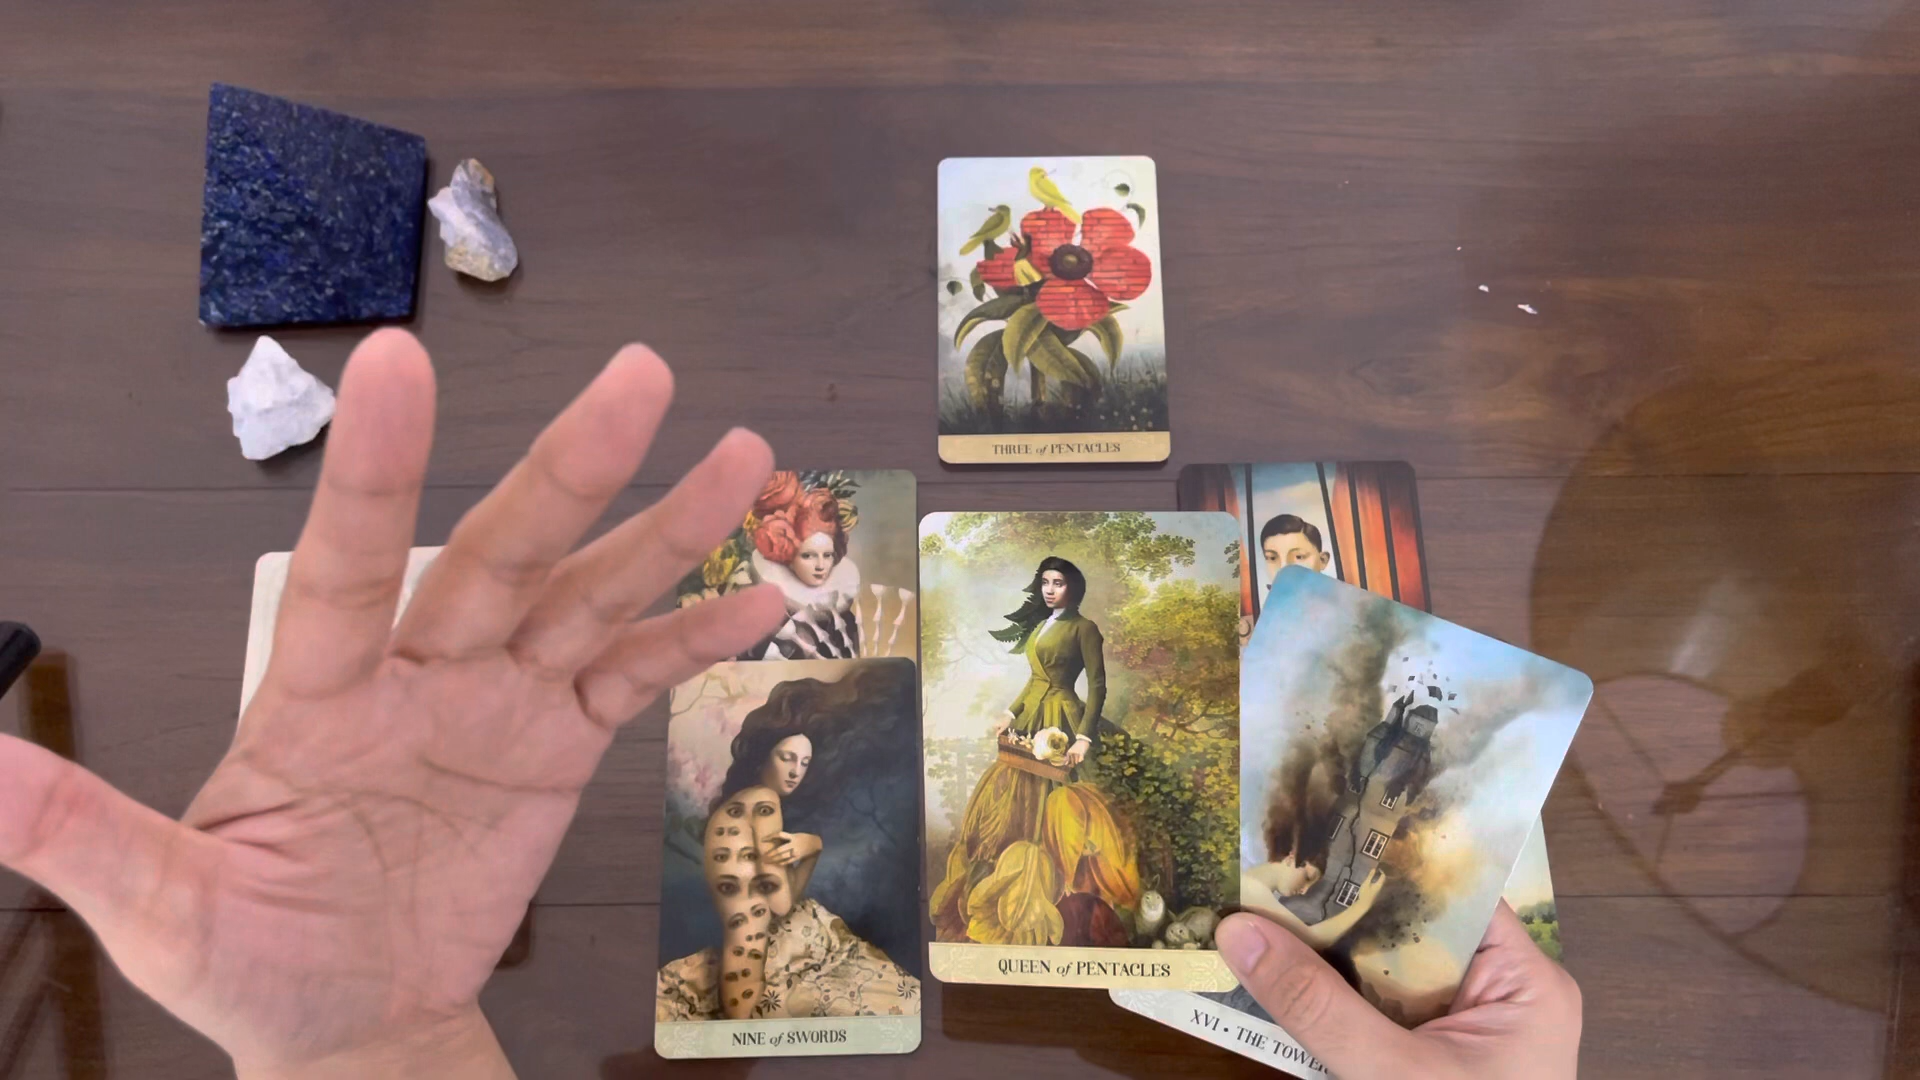 THREE of PENTACLES
QUEEN of PENTACLES
NINE of SWORDS
XVI • THE TOWER